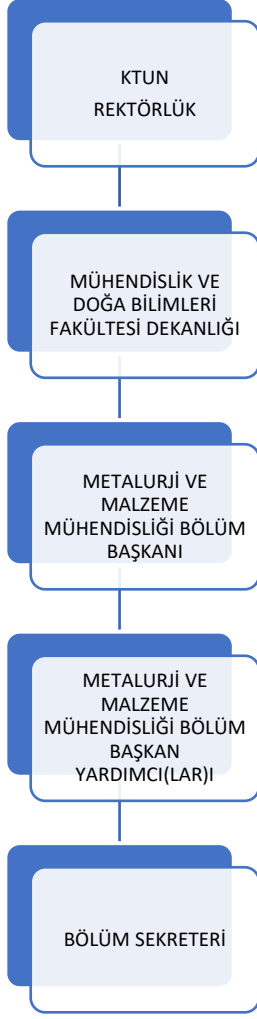 KTUN
REKTÖRLÜK
MÜHENDİSLİK VE
DOĞA BİLİMLERİ
FAKÜLTESİ DEKANLIĞI
METALURJİ VE
MALZEME
MÜHENDİSLİĞİ BÖLÜM
BAŞKANI
METALURJİ VE
MALZEME
MÜHENDİSLİĞİ BÖLÜM
BAŞKAN
YARDIMCI(LAR)I
BÖLÜM SEKRETERİ